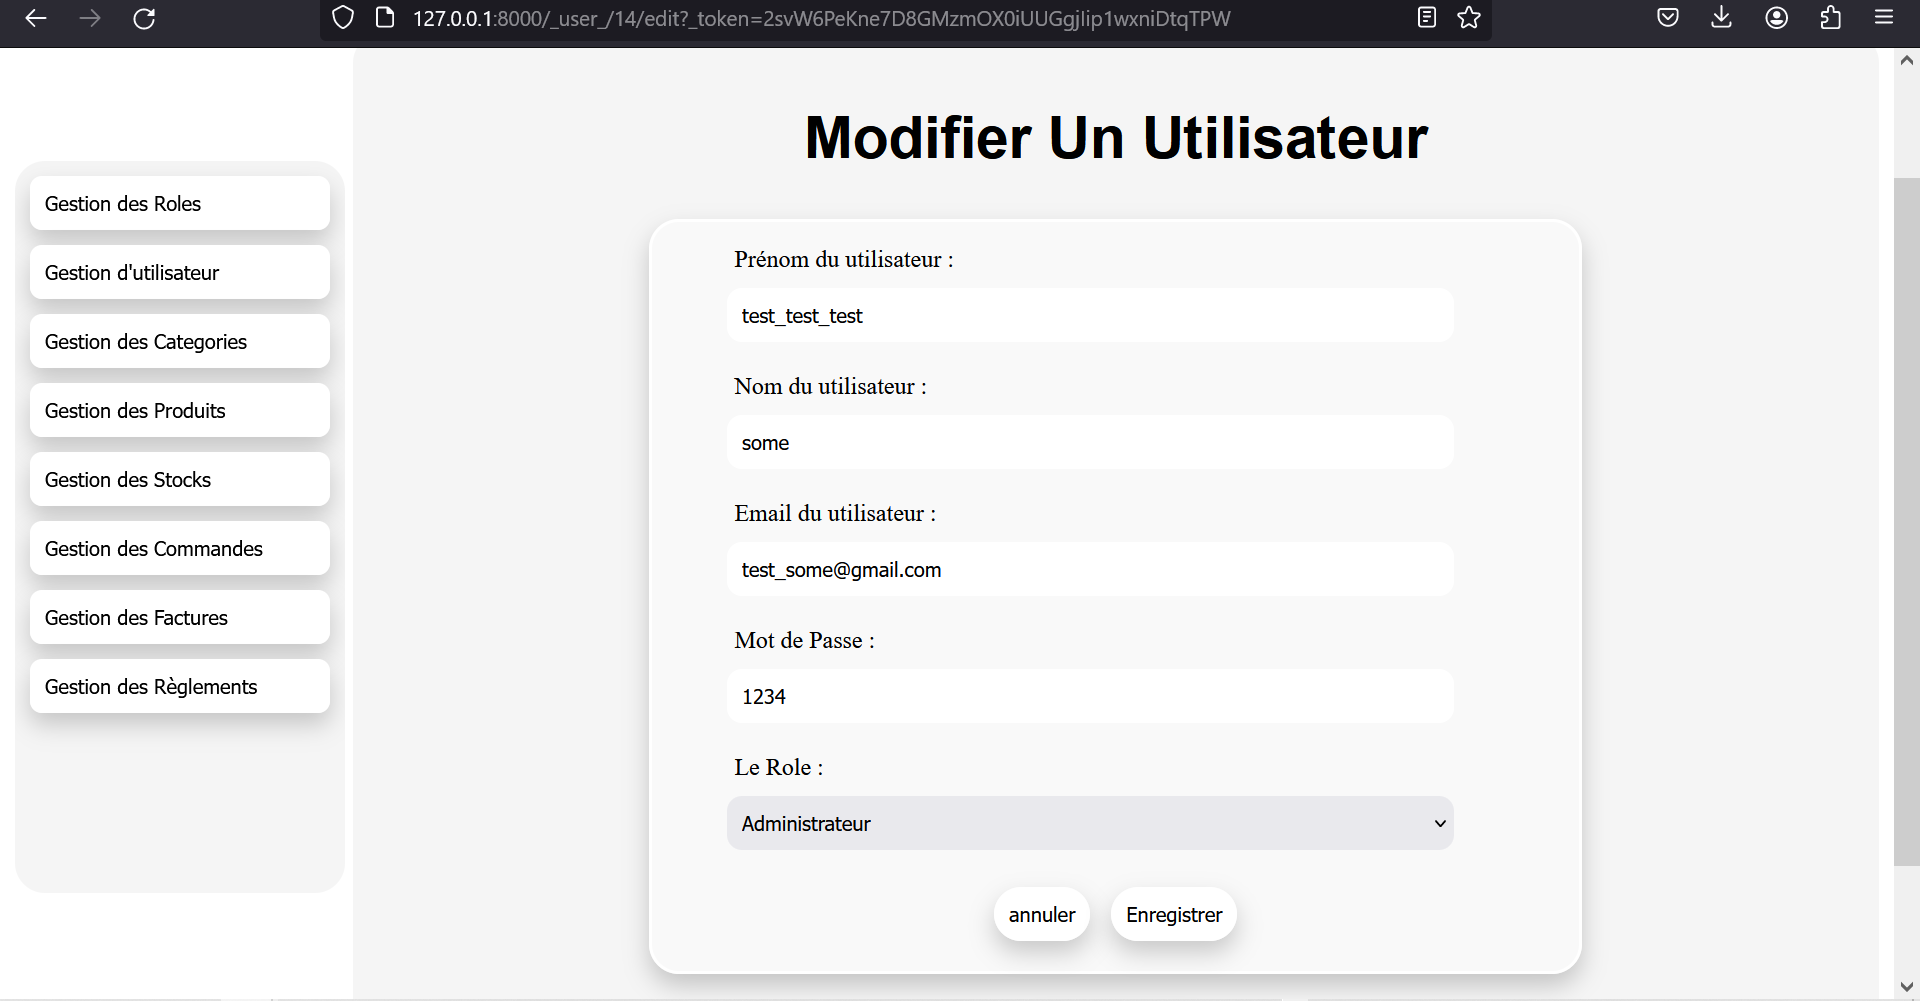 127.0.0.1:8000/_user_/14/edit?_token=2svW6PeKne7D8GMzmOX0iUUGgjIip1wxniDtqTPW
Gestion des Roles
Gestion d'utilisateur
Gestion des Categories
Gestion des Produits
Gestion des Stocks
Gestion des Commandes
Gestion des Factures
Gestion des Règlements
Modifier Un Utilisateur
Prénom du utilisateur :
test_test_test
Nom du utilisateur :
some
Email du utilisateur :
test_some@gmail.com
Mot de Passe :
1234
Le Role :
Administrateur
annuler
Enregistrer